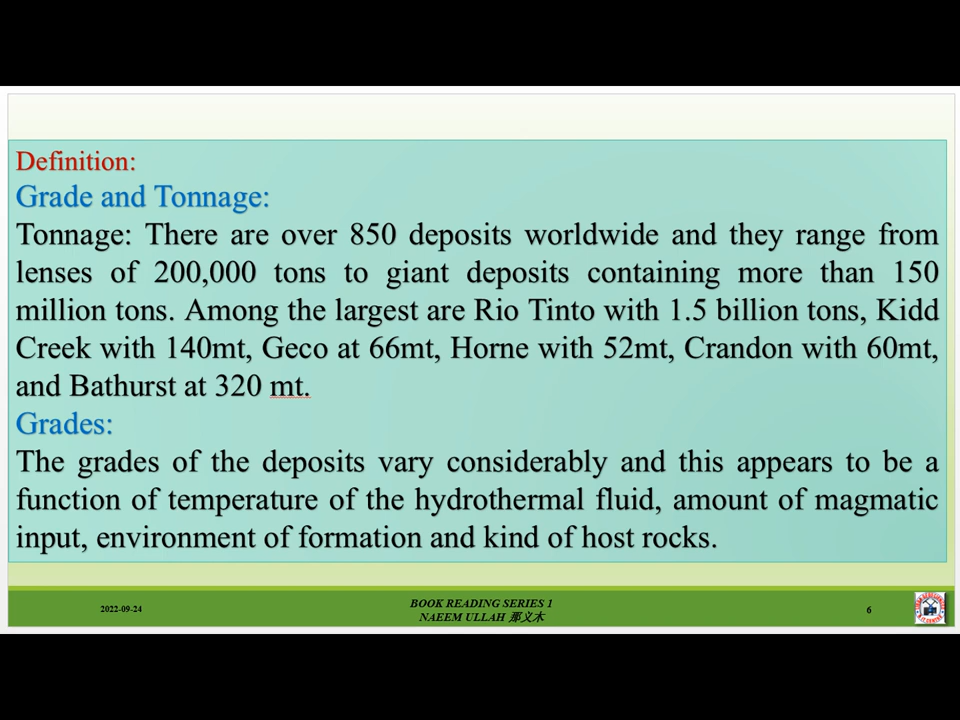 Definition:
Grade and Tonnage:
Tonnage: There are over 850 deposits worldwide and they range from
lenses of 200,000 tons to giant deposits containing more than 150
million tons. Among the largest are Rio Tinto with 1.5 billion tons, Kidd
Creek with 140mt, Geco at 66mt, Horne with 52mt, Crandon with 60mt,
and Bathurst at 320 mt.
Grades:
The grades of the deposits vary considerably and this appears to be a
function of temperature of the hydrothermal fluid, amount of magmatic
input, environment of formation and kind of host rocks.
2022-09-24
BOOK READING SERIES 1
NAEEM ULLAH 那义木
6